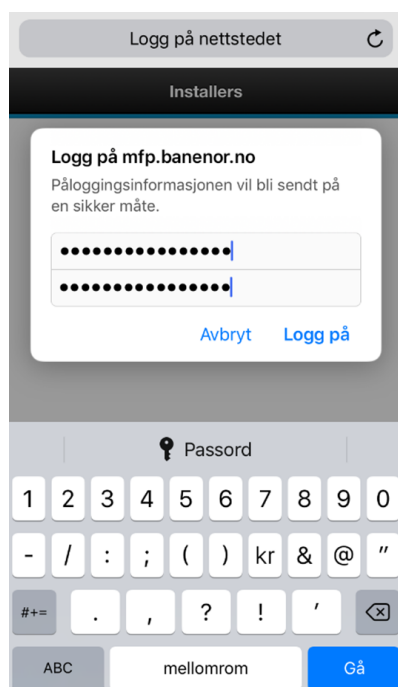 Logg på nettstedet
Installers
Logg på mfp.banenor.no
Påloggingsinformasjonen vil bli sendt på
en sikker måte.
••••••••••••••••
••••••••••••••••
Avbryt Logg på
Passord
1 2 3 4 5 6 7 8 9 0
- / : ; ( ) kr & @ "
#+= . , ? ! '
ABC mellomrom Gå